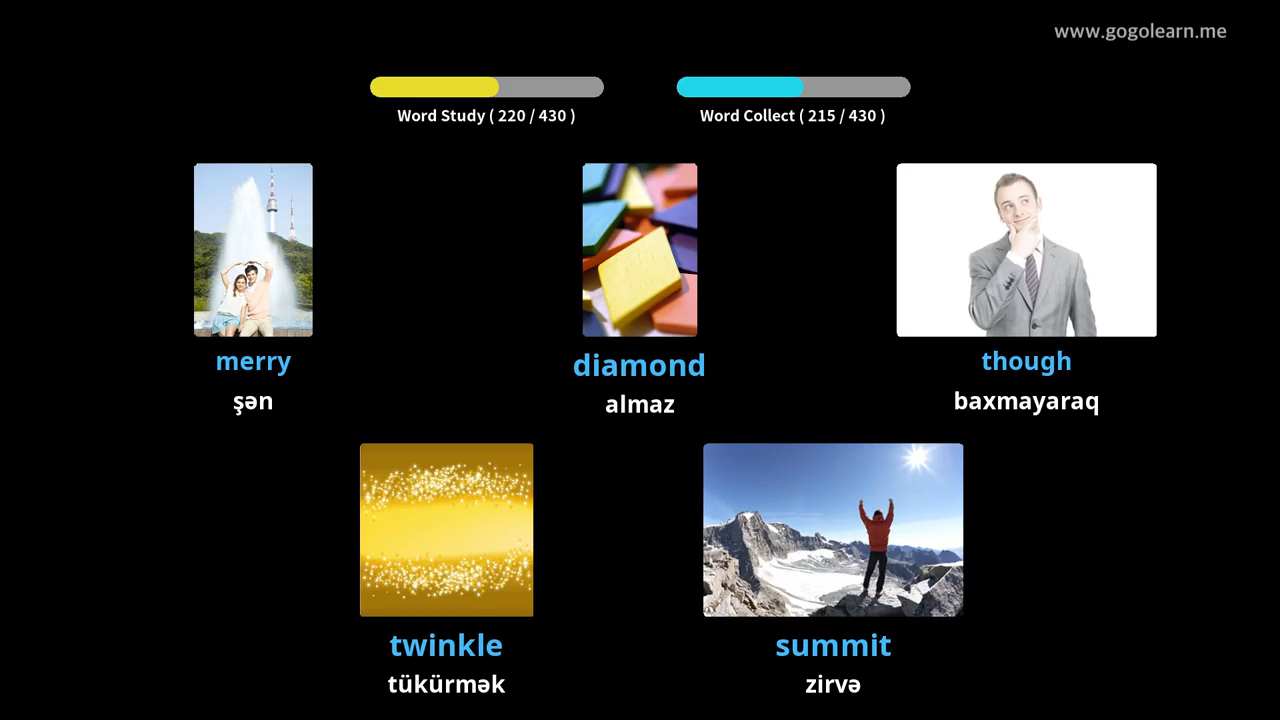 www.gogolearn.me
Word Study ( 220 / 430 )
Word Collect ( 215 / 430 )
merry
şən
diamond
almaz
though
baxmayaraq
twinkle
tükürmək
summit
zirvə